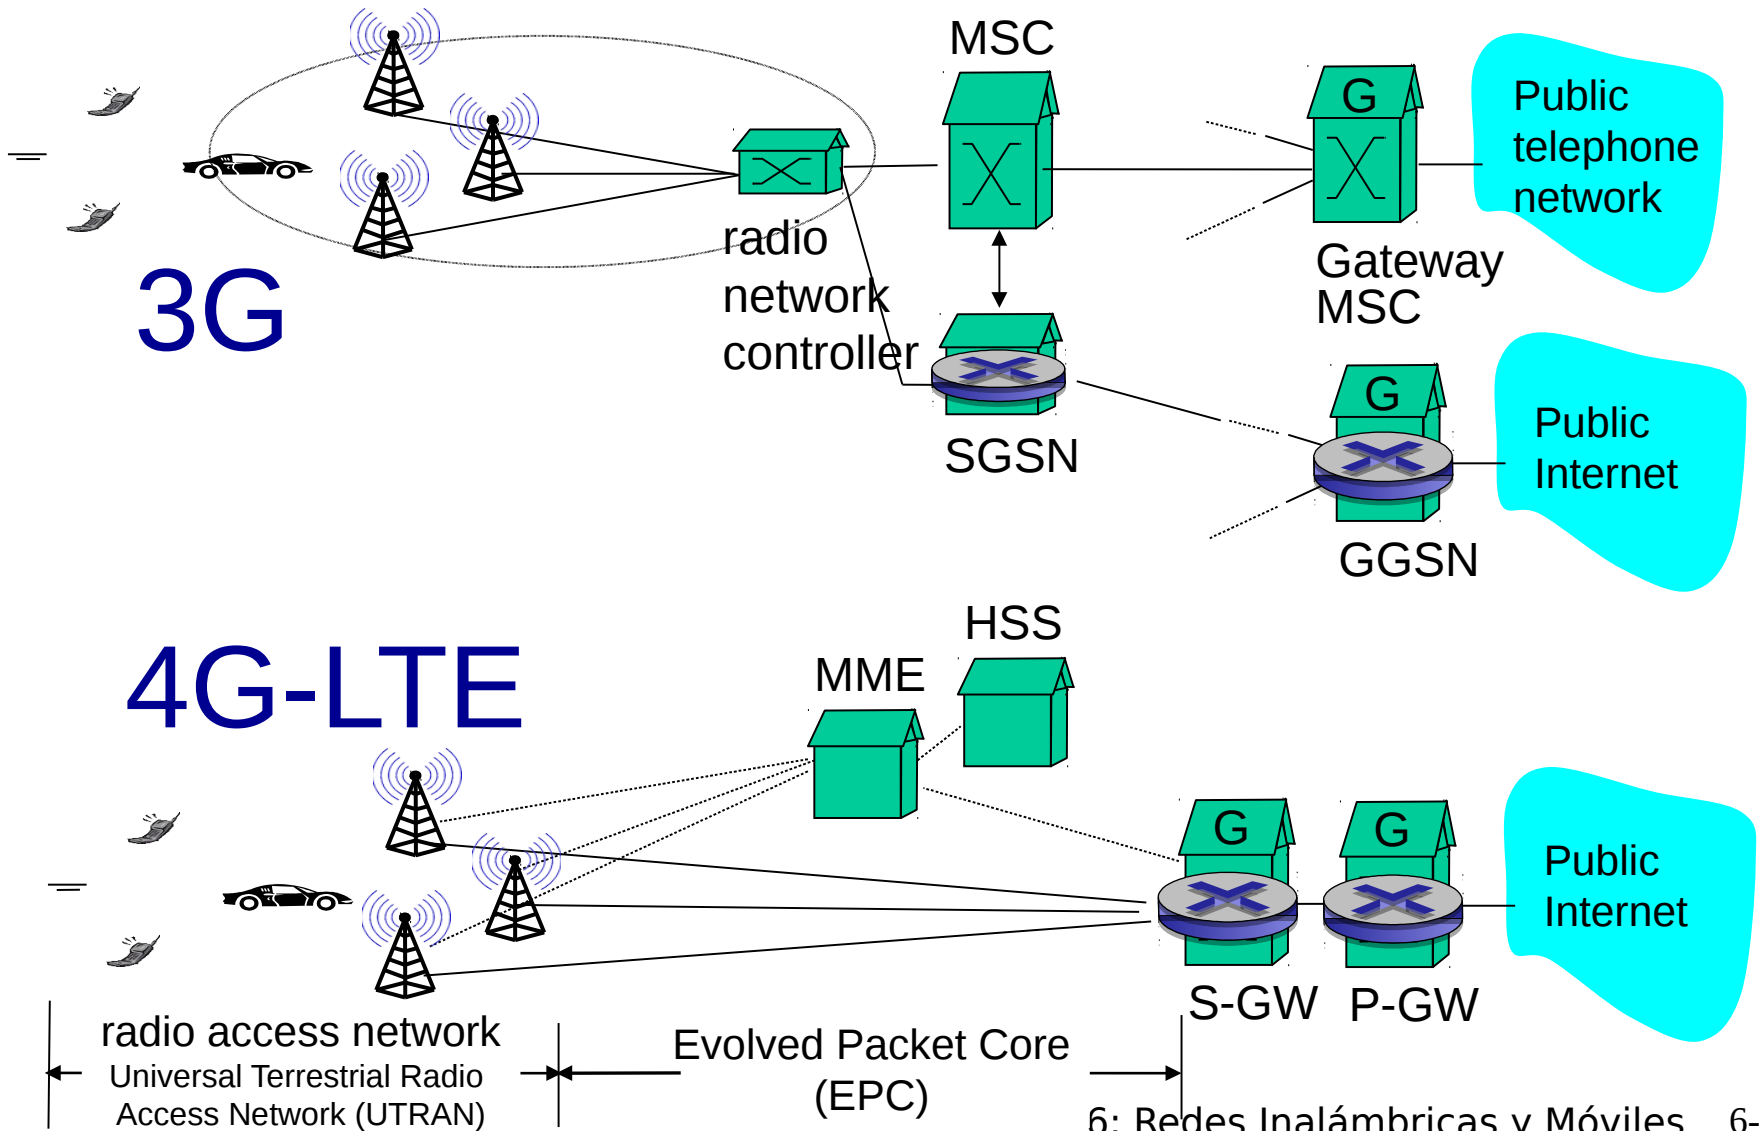 MSC
G
Public
telephone
network
radio
network
controller
Gateway
MSC
3G
G
Public
Internet
SGSN
GGSN
HSS
MME
4G-LTE
G
G
Public
Internet
S-GW
P-GW
radio access network
Universal Terrestrial Radio
Access Network (UTRAN)
Evolved Packet Core
(EPC)
6: Redes Inalámbricas y Móviles 6-